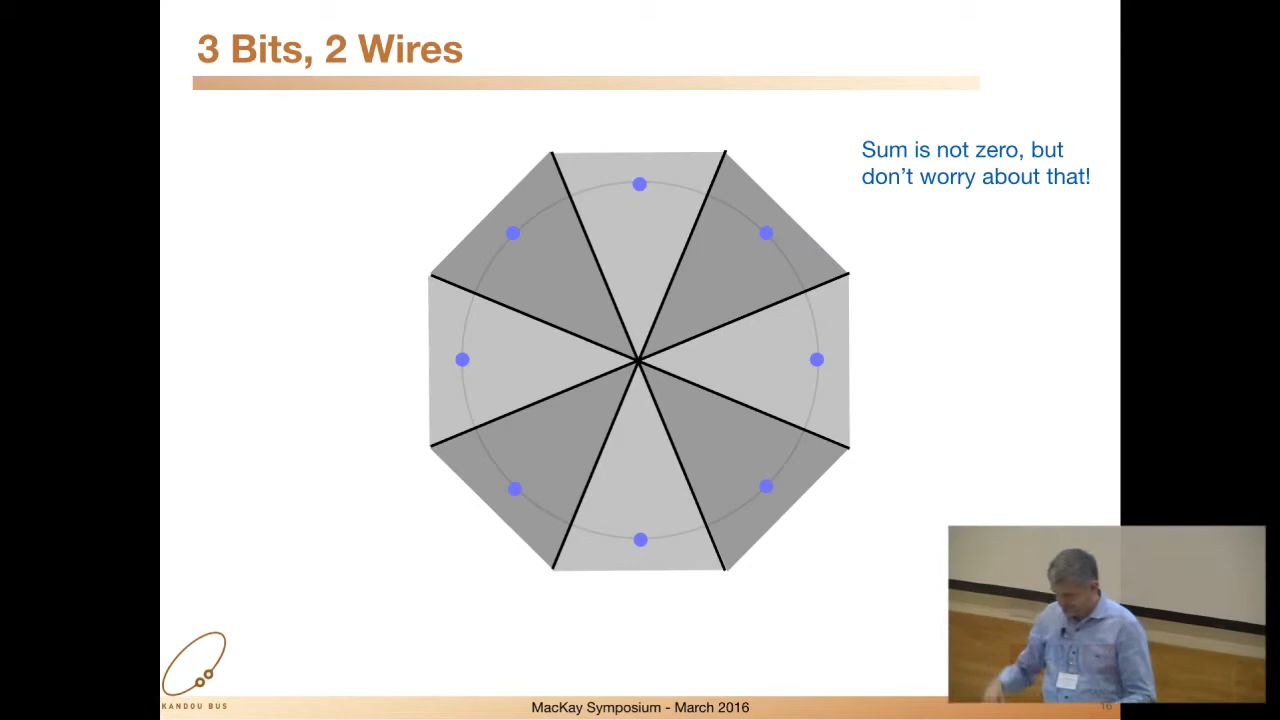 3 Bits, 2 Wires
Sum is not zero, but
don't worry about that!
KANDOU BUS
MacKay Symposium - March 2016
16